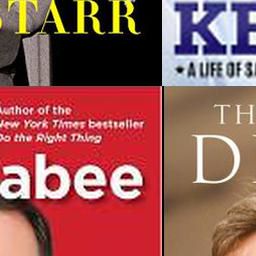 STARR
KE
★A LIFE OF SA
Author of the
New York Times bestseller
Do the Right Thing
abee
TH
D